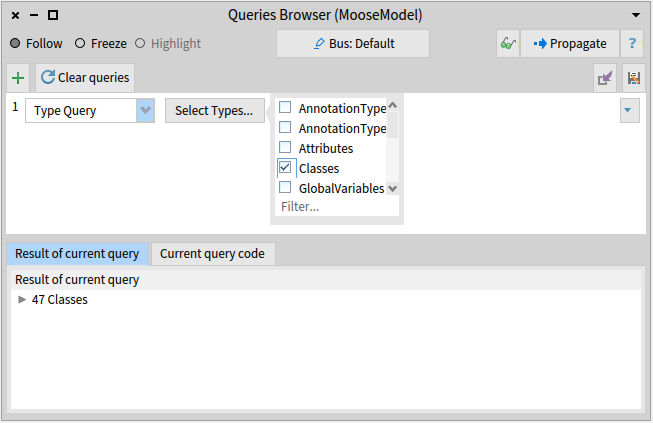 Queries Browser (MooseModel)
Follow Freeze Highlight Bus: Default Propagate ?
Clear queries
1 Type Query Select Types...
AnnotationType
AnnotationType
Attributes
Classes
GlobalVariables
Filter...
Result of current query Current query code
Result of current query
47 Classes